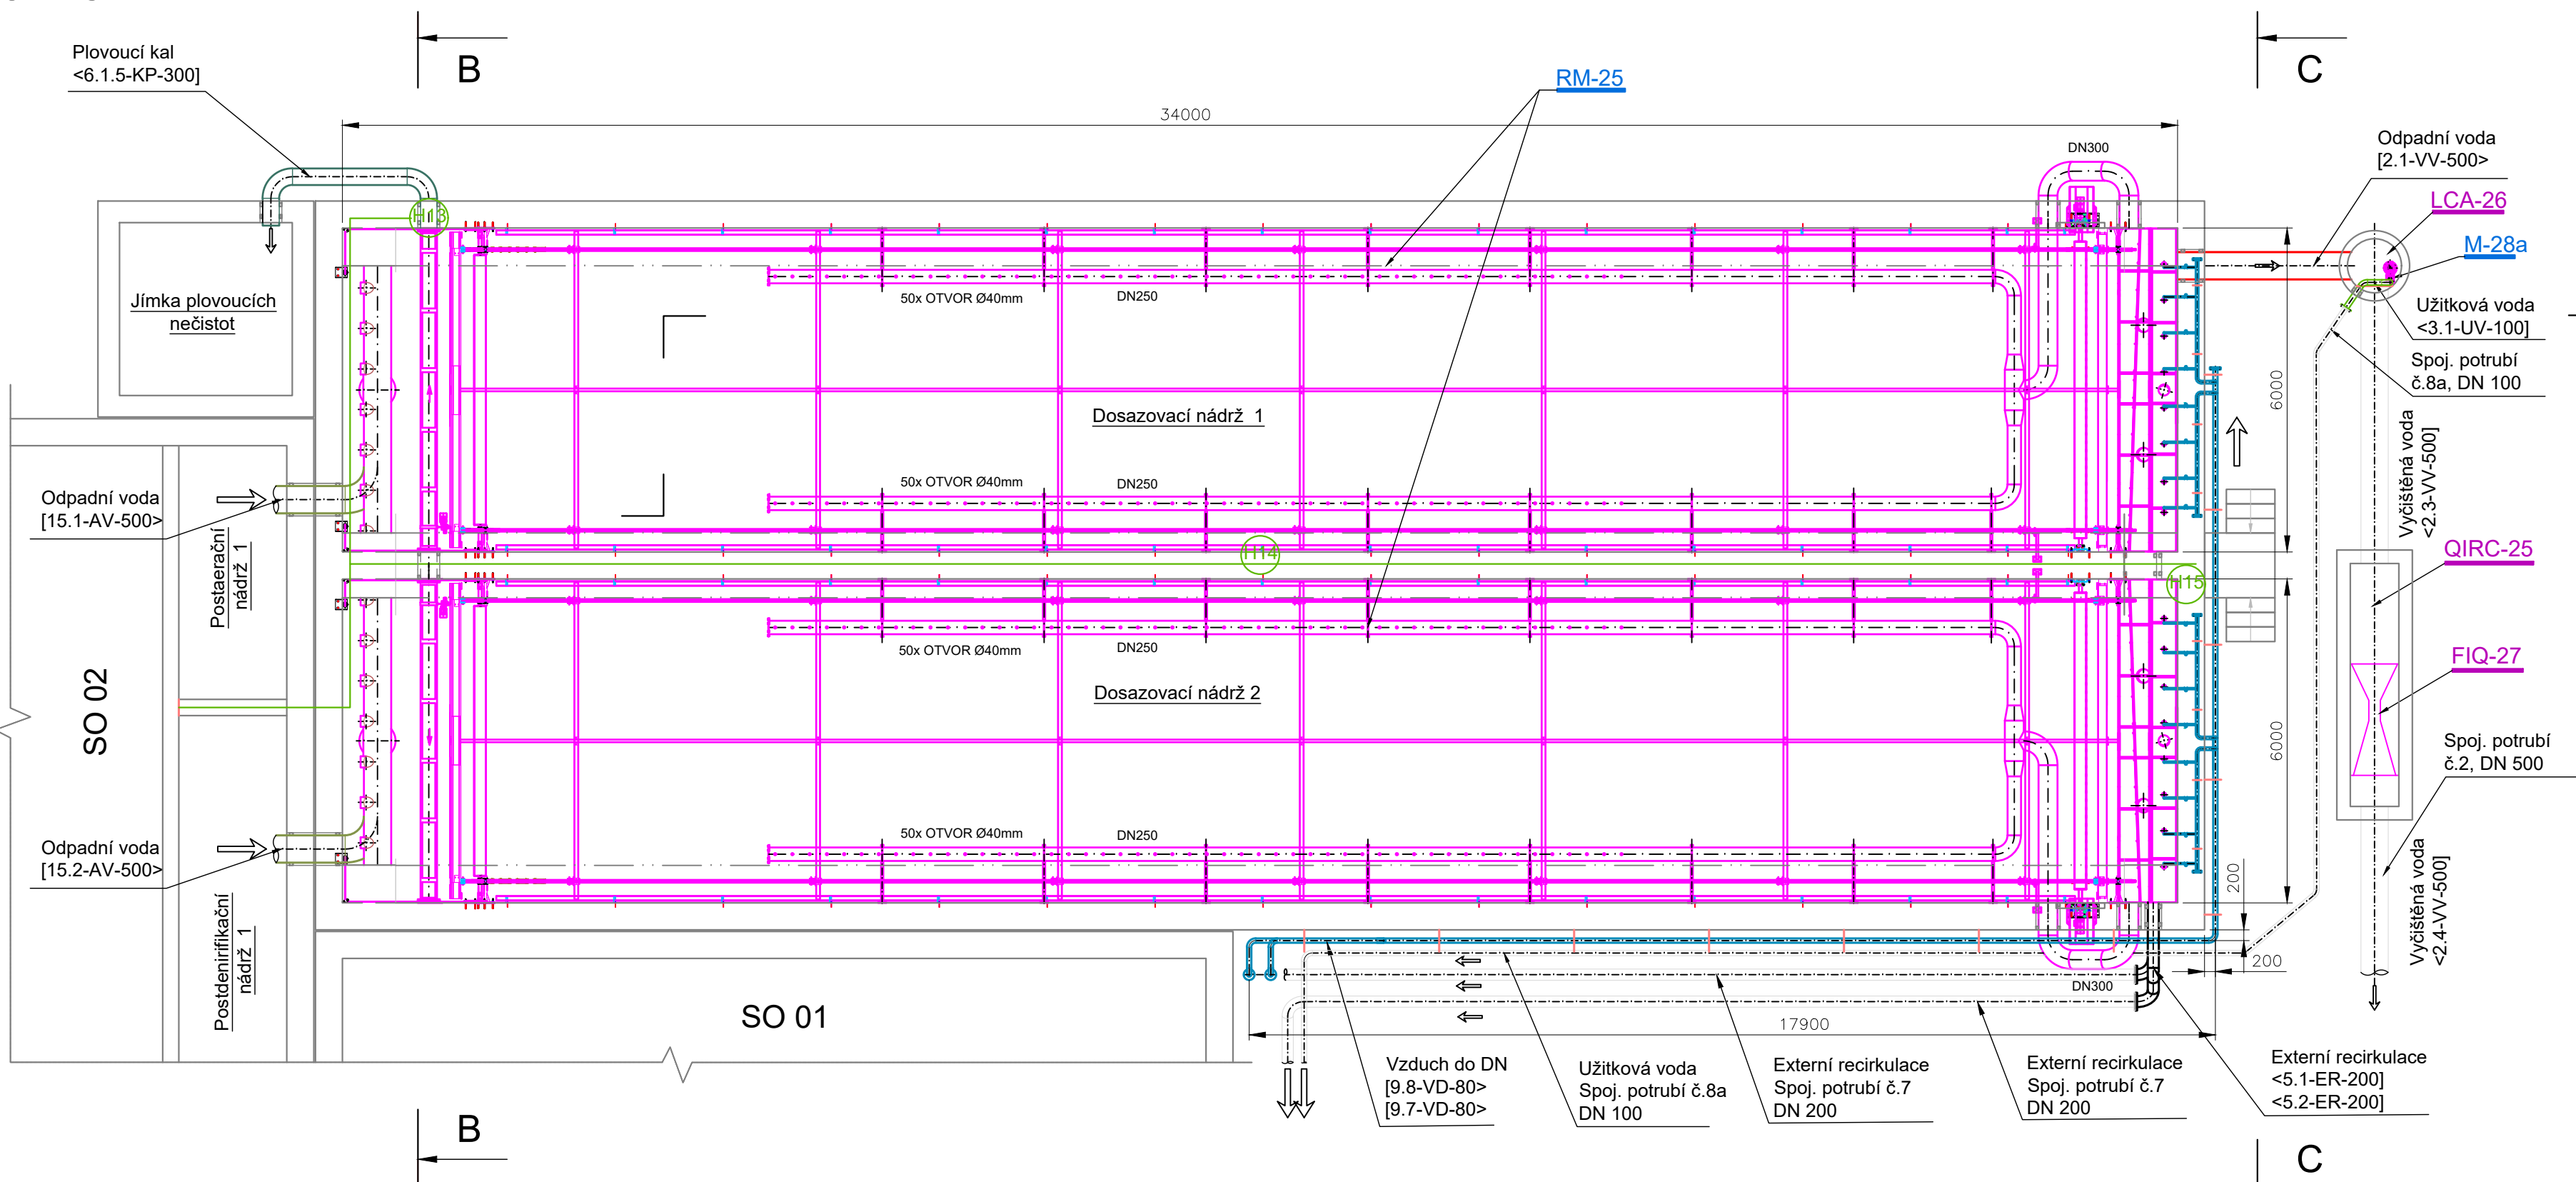 B
C
Plovoucí kal
<6.1.5-KP-300]
RM-25
34000
DN300
Odpadní voda
[2.1-VV-500>
LCA-26
M-28a
Užitková voda
<3.1-UV-100]
Spoj. potrubí
č.8a, DN 100
H13
Jímka plovoucích
nečistot
50x OTVOR Ø40mm
DN250
6000
Dosazovací nádrž 1
Vyčištěná voda
<2.3-VV-500]
50x OTVOR Ø40mm
DN250
Odpadní voda
[15.1-AV-500>
Postaerační
nádrž 1
QIRC-25
H14
H15
SO 02
50x OTVOR Ø40mm
DN250
FIQ-27
Dosazovací nádrž 2
6000
Spoj. potrubí
č.2, DN 500
50x OTVOR Ø40mm
DN250
Odpadní voda
[15.2-AV-500>
Postdenirifikační
nádrž 1
200
Vyčištěná voda
<2.4-VV-500]
200
DN300
SO 01
17900
Vzduch do DN
[9.8-VD-80>
[9.7-VD-80>
Užitková voda
Spoj. potrubí č.8a
DN 100
Externí recirkulace
Spoj. potrubí č.7
DN 200
Externí recirkulace
Spoj. potrubí č.7
DN 200
Externí recirkulace
<5.1-ER-200]
<5.2-ER-200]
B
C